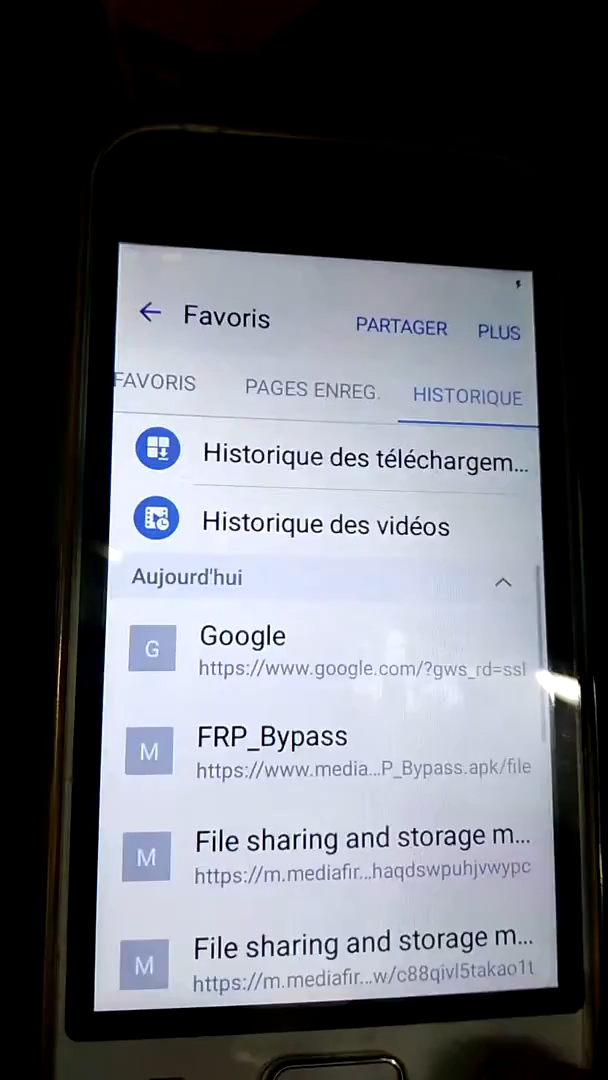 Favoris
PARTAGER
PLUS
FAVORIS
PAGES ENREG.
HISTORIQUE
Historique des téléchargem...
Historique des vidéos
Aujourd'hui
G
Google
https://www.google.com/?gws_rd=ssl
M
FRP_Bypass
https://www.media...P_Bypass.apk/file
M
File sharing and storage m...
https://m.mediafir...haqdswpuhjvwypc
M
File sharing and storage m...
https://m.mediafir...w/c88qivl5takao1t